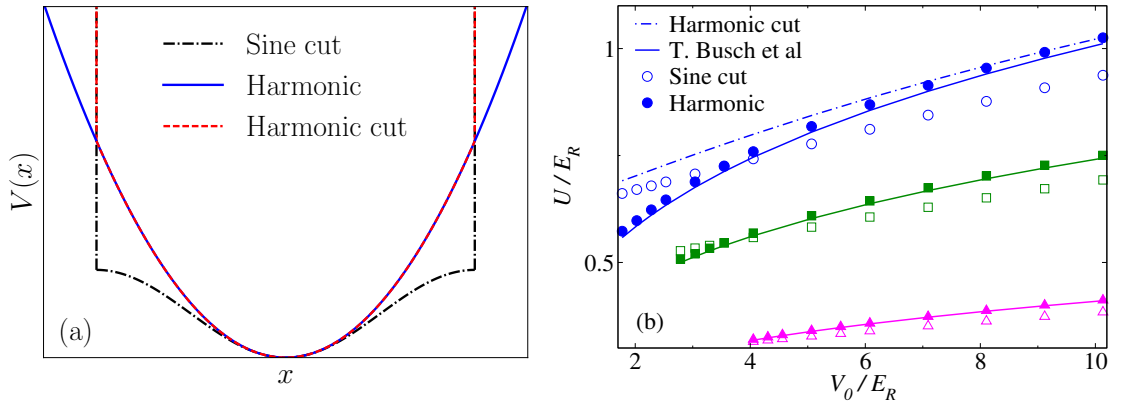 Sine cut
Harmonic
Harmonic cut
V(x)
(a)
x
Harmonic cut
T. Busch et al
Sine cut
Harmonic
1
0.5
U/E_R
(b)
2 4 6 8 10
V_0/E_R